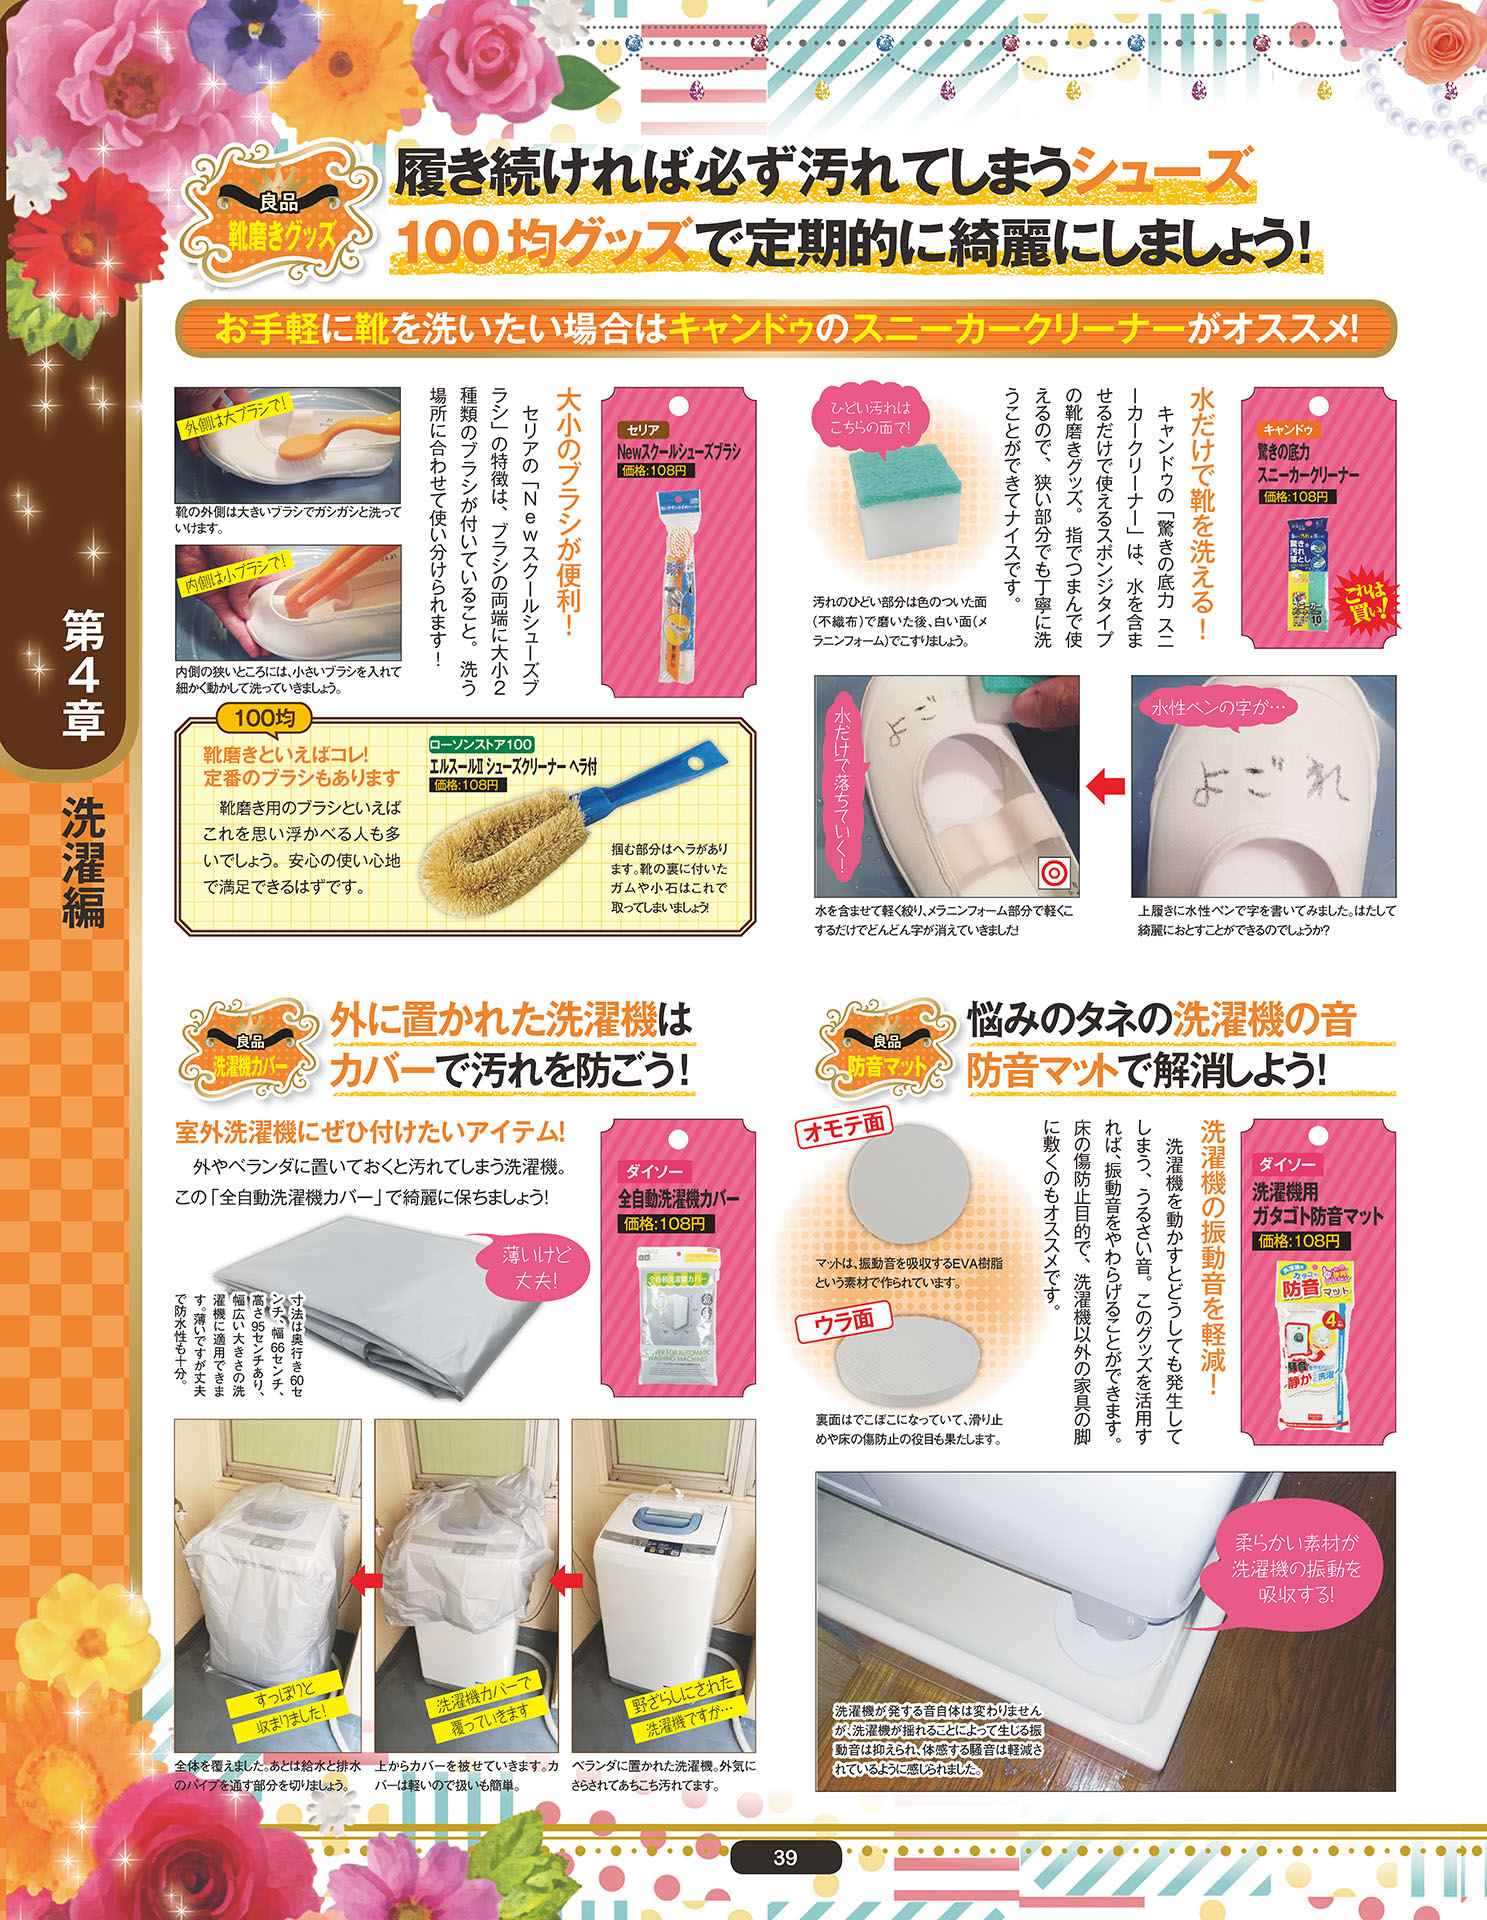 第4章
洗濯編
良品
靴磨きグッズ
履き続ければ必ず汚れてしまうシューズ
100均グッズで定期的に綺麗にしましょう!
お手軽に靴を洗いたい場合はキャンドゥのスニーカークリーナーがオススメ!
キャンドゥ
驚きの底力
スニーカークリーナー
価格:108円
驚きの
汚れ
落とし
スニーカー
10
これは
買い!
水だけで靴を洗える!
キャンドゥの「驚きの底力 スニ
ーカークリーナー」は、水を含ま
せるだけで使えるスポンジタイプ
の靴磨きグッズ。指でつまんで使
えるので、狭い部分でも丁寧に洗
うことができてナイスです。
ひどい汚れは
こちらの面で!
汚れのひどい部分は色のついた面
(不織布)で磨いた後、白い面(メ
ラニンフォーム)でこすりましょう。
水性ペンの字が…
よごれ
上履きに水性ペンで字を書いてみました。はたして
綺麗におとすことができるのでしょうか?
水だけで落ちていく!
よご
水を含ませて軽く絞り、メラニンフォーム部分で軽くこ
するだけでどんどん字が消えていきました!
セリア
Newスクールシューズブラシ
価格:108円
大小のブラシが便利!
セリアの「Newスクールシューズブ
ラシ」の特徴は、ブラシの両端に大小2
種類のブラシが付いていること。洗う
場所に合わせて使い分けられます!
外側は大ブラシで!
靴の外側は大きいブラシでガシガシと洗って
いけます。
内側は小ブラシで!
内側の狭いところには、小さいブラシを入れて
細かく動かして洗っていきましょう。
100均
靴磨きといえばコレ!
定番のブラシもあります
靴磨き用のブラシといえば
これを思い浮かべる人も多
いでしょう。安心の使い心地
で満足できるはずです。
ローソンストア100
エルスールⅡ シューズクリーナー ヘラ付
価格:108円
掴む部分はヘラがあり
ます。靴の裏に付いた
ガムや小石はこれで
取ってしまいましょう!
良品
洗濯機カバー
外に置かれた洗濯機は
カバーで汚れを防ごう!
室外洗濯機にぜひ付けたいアイテム!
外やベランダに置いておくと汚れてしまう洗濯機。
この「全自動洗濯機カバー」で綺麗に保ちましょう!
ダイソー
全自動洗濯機カバー
価格:108円
全自動洗濯機カバー
COVER FOR AUTOMATIC
WASHING MACHINES
薄いけど
大丈夫!
寸法は奥行き60セ
ンチ、幅66センチ、
高さ95センチあり、
幅広い大きさの洗
濯機に適用できま
す。薄いですが丈夫
で防水性も十分。
野ざらしにされた
洗濯機ですが…
ベランダに置かれた洗濯機。外気に
さらされてあちこち汚れてます。
洗濯機カバーで
覆っていきます
上からカバーを被せていきます。カ
バーは軽いので扱いも簡単。
すっぽりと
収まりました!
全体を覆えました。あとは給水と排水
のパイプを通す部分を切りましょう。
良品
防音マット
悩みのタネの洗濯機の音
防音マットで解消しよう!
ダイソー
洗濯機用
ガタゴト防音マット
価格:108円
防音
マット
4
騒音
静か
洗濯機の振動音を軽減!
洗濯機を動かすとどうしても発生して
しまう、うるさい音。このグッズを活用す
れば、振動音をやわらげることができます。
床の傷防止目的で、洗濯機以外の家具の脚
に敷くのもオススメです。
オモテ面
マットは、振動音を吸収するEVA樹脂
という素材で作られています。
ウラ面
裏面はでこぼこになっていて、滑り止
めや床の傷防止の役目も果たします。
柔らかい素材が
洗濯機の振動を
吸収する!
洗濯機が発する音自体は変わりません
が、洗濯機が揺れることによって生じる振
動音は抑えられ、体感する騒音は軽減さ
れているように感じられました。
39